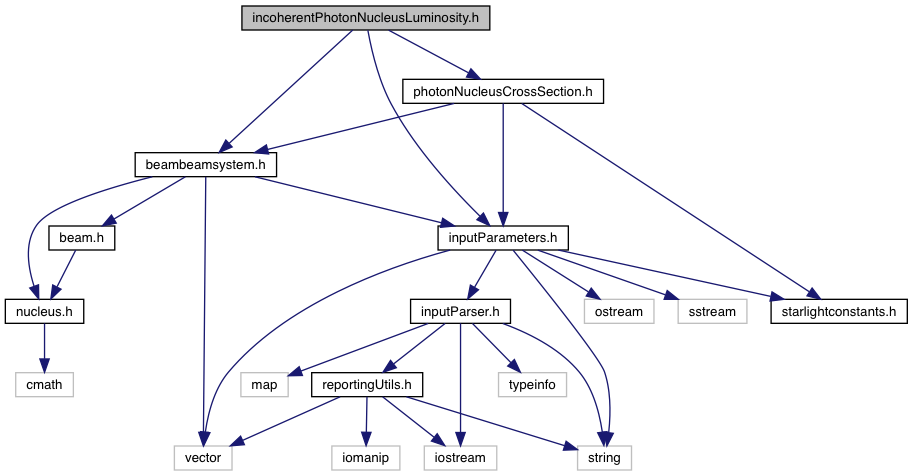 incoherentPhotonNucleusLuminosity.h
photonNucleusCrossSection.h
beambeamsystem.h
beam.h
inputParameters.h
nucleus.h
inputParser.h
ostream
sstream
starlightconstants.h
cmath
map
reportingUtils.h
typeinfo
vector
iomanip
iostream
string